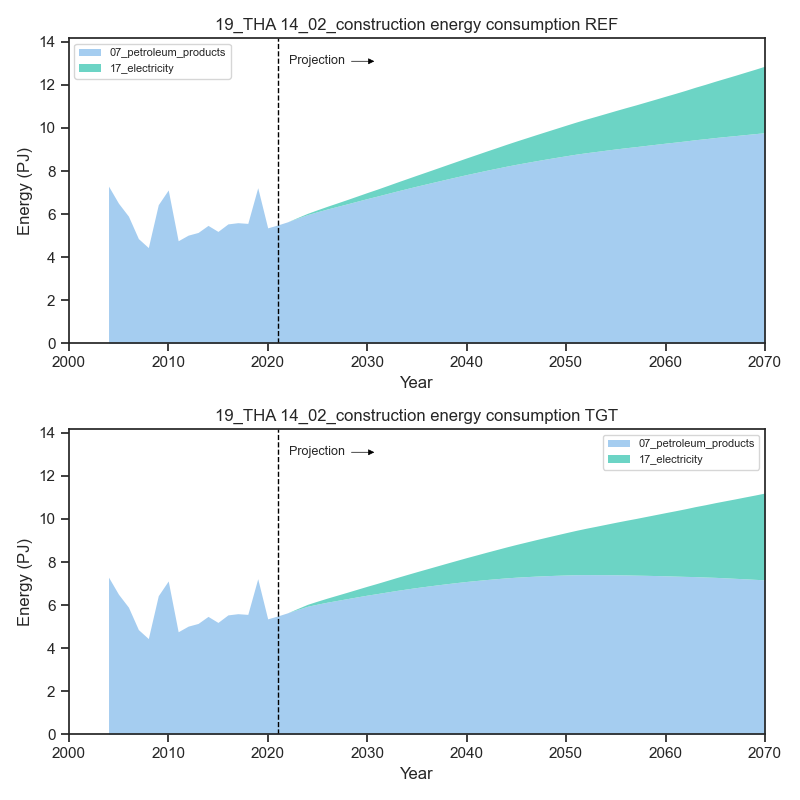 19_THA 14_02_construction energy consumption REF
07_petroleum_products
17_electricity
Projection
Energy (PJ)
14
12
10
8
6
4
2
0
2000 2010 2020 2030 2040 2050 2060 2070
Year
19_THA 14_02_construction energy consumption TGT
Projection
07_petroleum_products
17_electricity
Energy (PJ)
14
12
10
8
6
4
2
0
2000 2010 2020 2030 2040 2050 2060 2070
Year